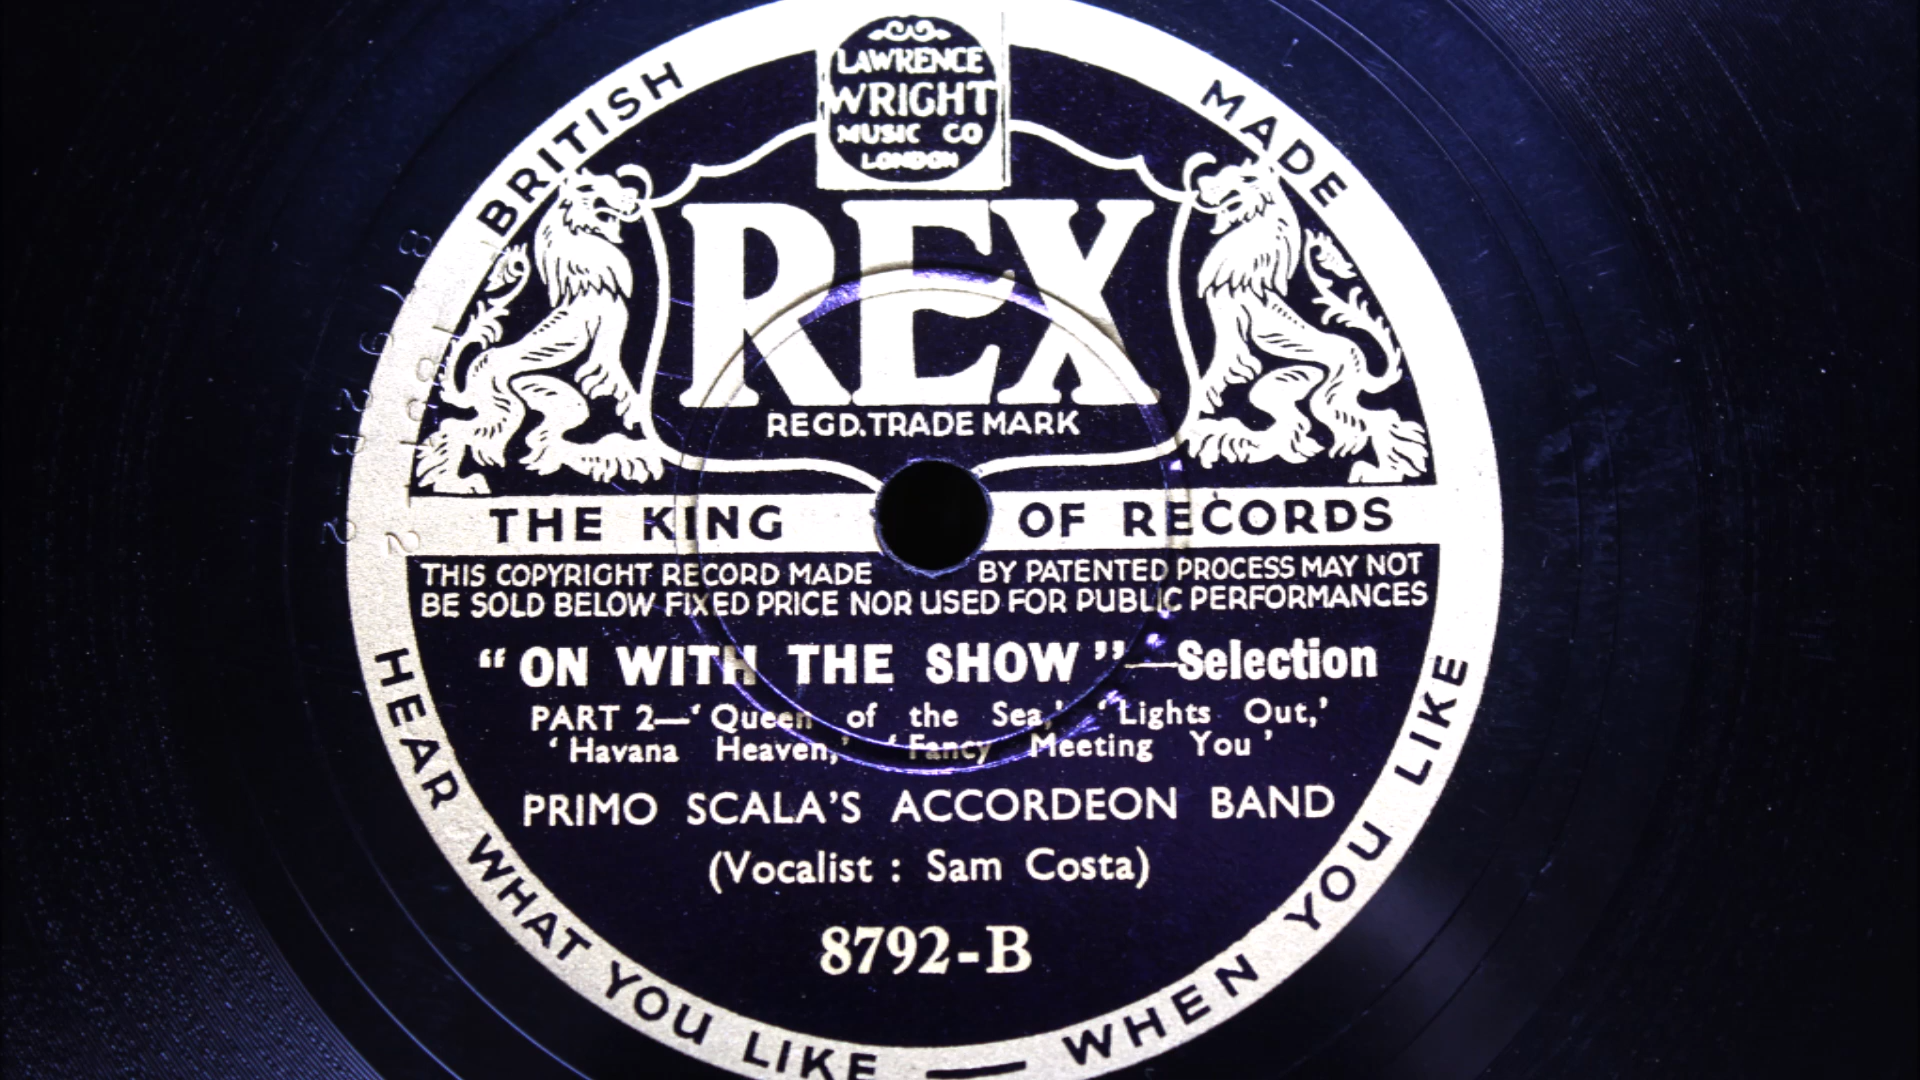 LAWRENCE
WRIGHT
MUSIC CO
LONDON
BRITISH MADE
REX
REGD. TRADE MARK
THE KING OF RECORDS
THIS COPYRIGHT RECORD MADE BY PATENTED PROCESS MAY NOT
BE SOLD BELOW FIXED PRICE NOR USED FOR PUBLIC PERFORMANCES
“ON WITH THE SHOW”—Selection
PART 2—‘Queen of the Sea,’ ‘Lights Out,’
‘Havana Heaven,’ ‘Fancy Meeting You’
PRIMO SCALA’S ACCORDEON BAND
(Vocalist : Sam Costa)
8792-B
HEAR WHAT YOU LIKE — WHEN YOU LIKE